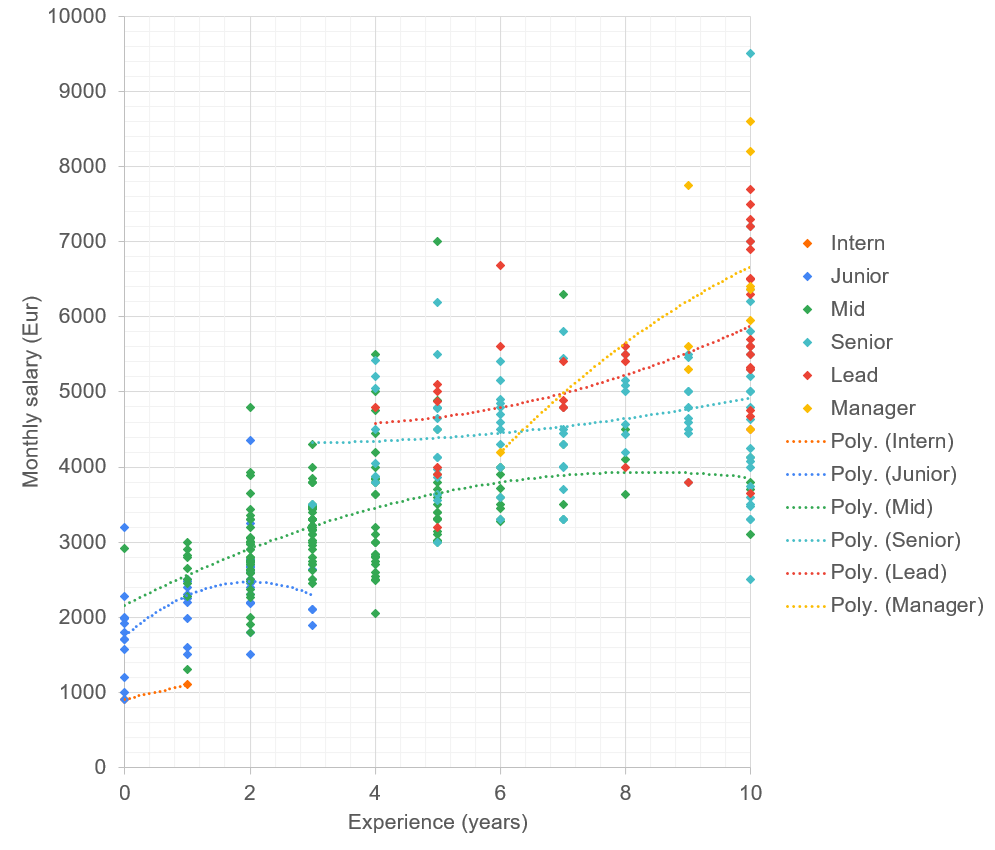 10000
9000
8000
7000
6000
5000
4000
3000
2000
1000
0
Monthly salary (Eur)
0 2 4 6 8 10
Experience (years)
Intern
Junior
Mid
Senior
Lead
Manager
Poly. (Intern)
Poly. (Junior)
Poly. (Mid)
Poly. (Senior)
Poly. (Lead)
Poly. (Manager)